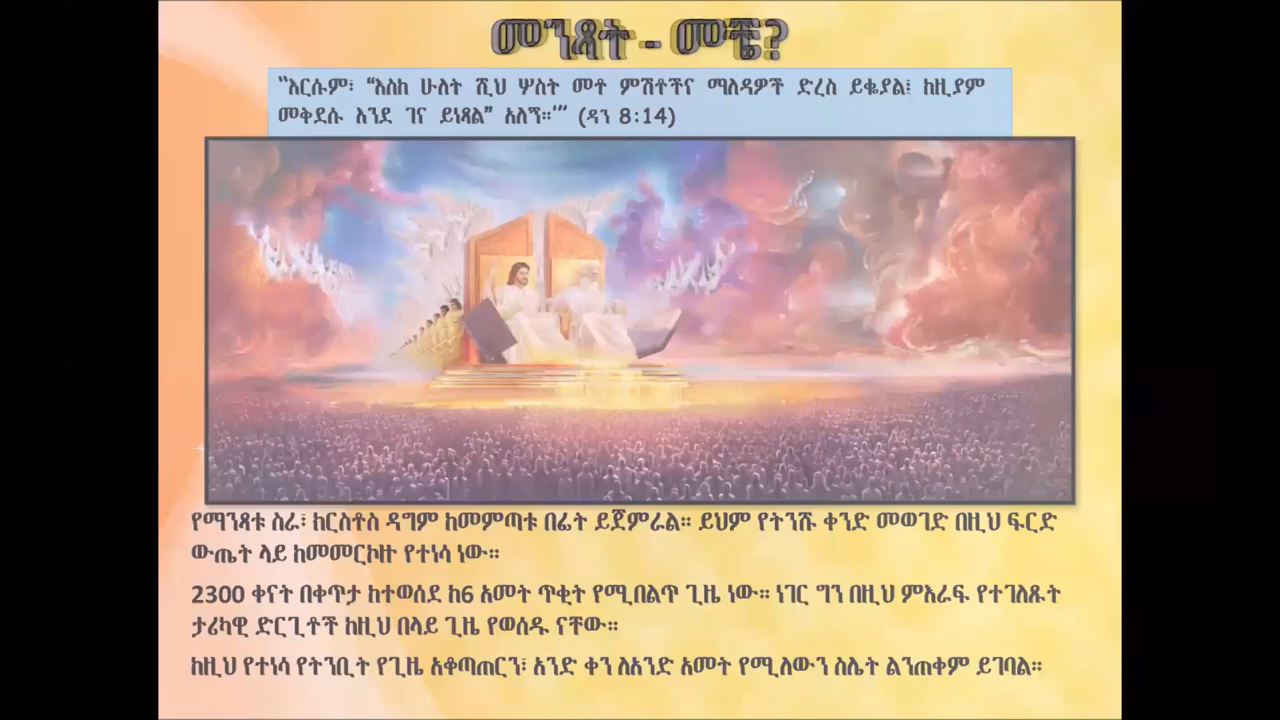 መንጻት - መቼ?
“እርሱም፣ “እስከ ሁለት ሺህ ሦስት መቶ ምሽቶችና ማለዳዎች ድረስ ይቈያል፤ ከዚያም
መቅደሱ እንደ ገና ይነጻል” አለኝ።’” (ዳን 8:14)
የማንጻቱ ስራ፣ ከርስቶስ ዳግም ከመምጣቱ በፊት ይጀምራል። ይህም የትንሹ ቀንድ መወገድ በዚህ ፍርድ
ውጤት ላይ ከመመርኮዙ የተነሳ ነው።
2300 ቀናት በቀጥታ ከተወሰደ ከ6 አመት ጥቂት የሚበልጥ ጊዜ ነው። ነገር ግን በዚህ ምእራፍ የተገለጹት
ታሪካዊ ድርጊቶች ከዚህ በላይ ጊዜ የወሰዱ ናቸው።
ከዚህ የተነሳ የትንቢት የጊዜ አቆጣጠርን፣ አንድ ቀን ለአንድ አመት የሚለውን ስሌት ልንጠቀም ይገባል።